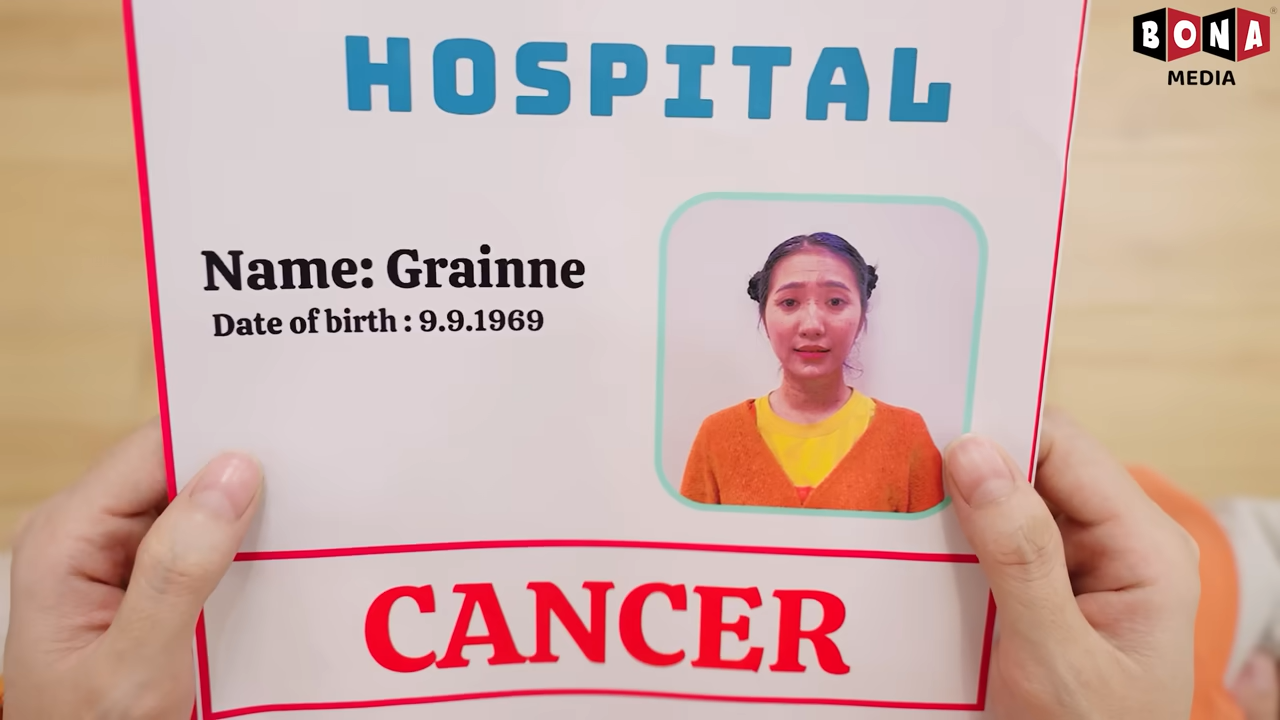 BONA
MEDIA
HOSPITAL
Name: Grainne
Date of birth : 9.9.1969
CANCER